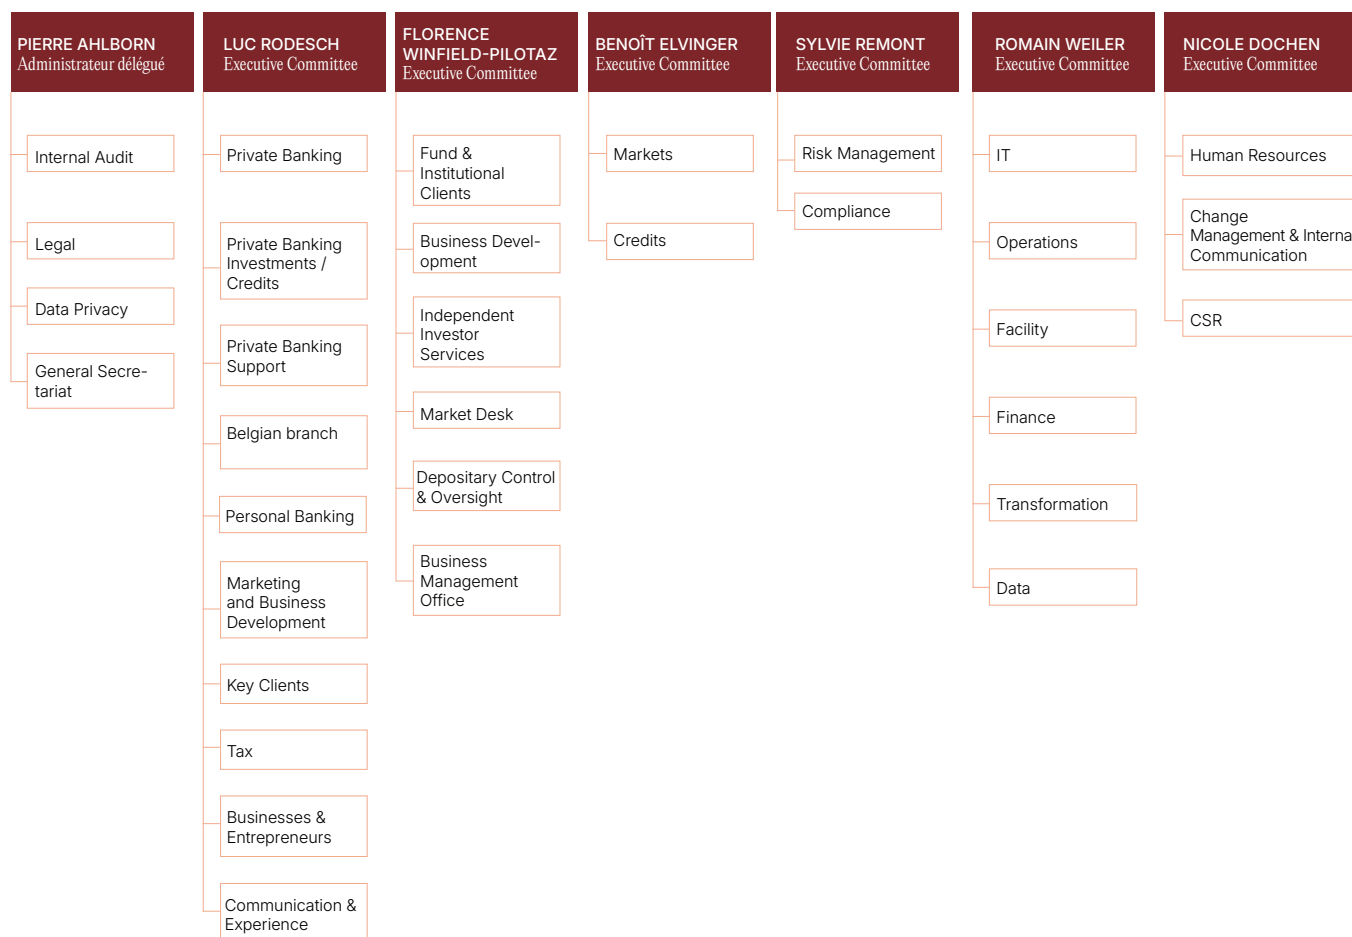 PIERRE AHLBORN
Administrateur délégué
Internal Audit
Legal
Data Privacy
General Secre-
tariat
LUC RODESCH
Executive Committee
Private Banking
Private Banking
Investments /
Credits
Private Banking
Support
Belgian branch
Personal Banking
Marketing
and Business
Development
Key Clients
Tax
Businesses &
Entrepreneurs
Communication &
Experience
FLORENCE
WINFIELD-PILOTAZ
Executive Committee
Fund &
Institutional
Clients
Business Devel-
opment
Independent
Investor
Services
Market Desk
Depositary Control
& Oversight
Business
Management
Office
BENOÎT ELVINGER
Executive Committee
Markets
Credits
SYLVIE REMONT
Executive Committee
Risk Management
Compliance
ROMAIN WEILER
Executive Committee
IT
Operations
Facility
Finance
Transformation
Data
NICOLE DOCHEN
Executive Committee
Human Resources
Change
Management & Interna
Communication
CSR